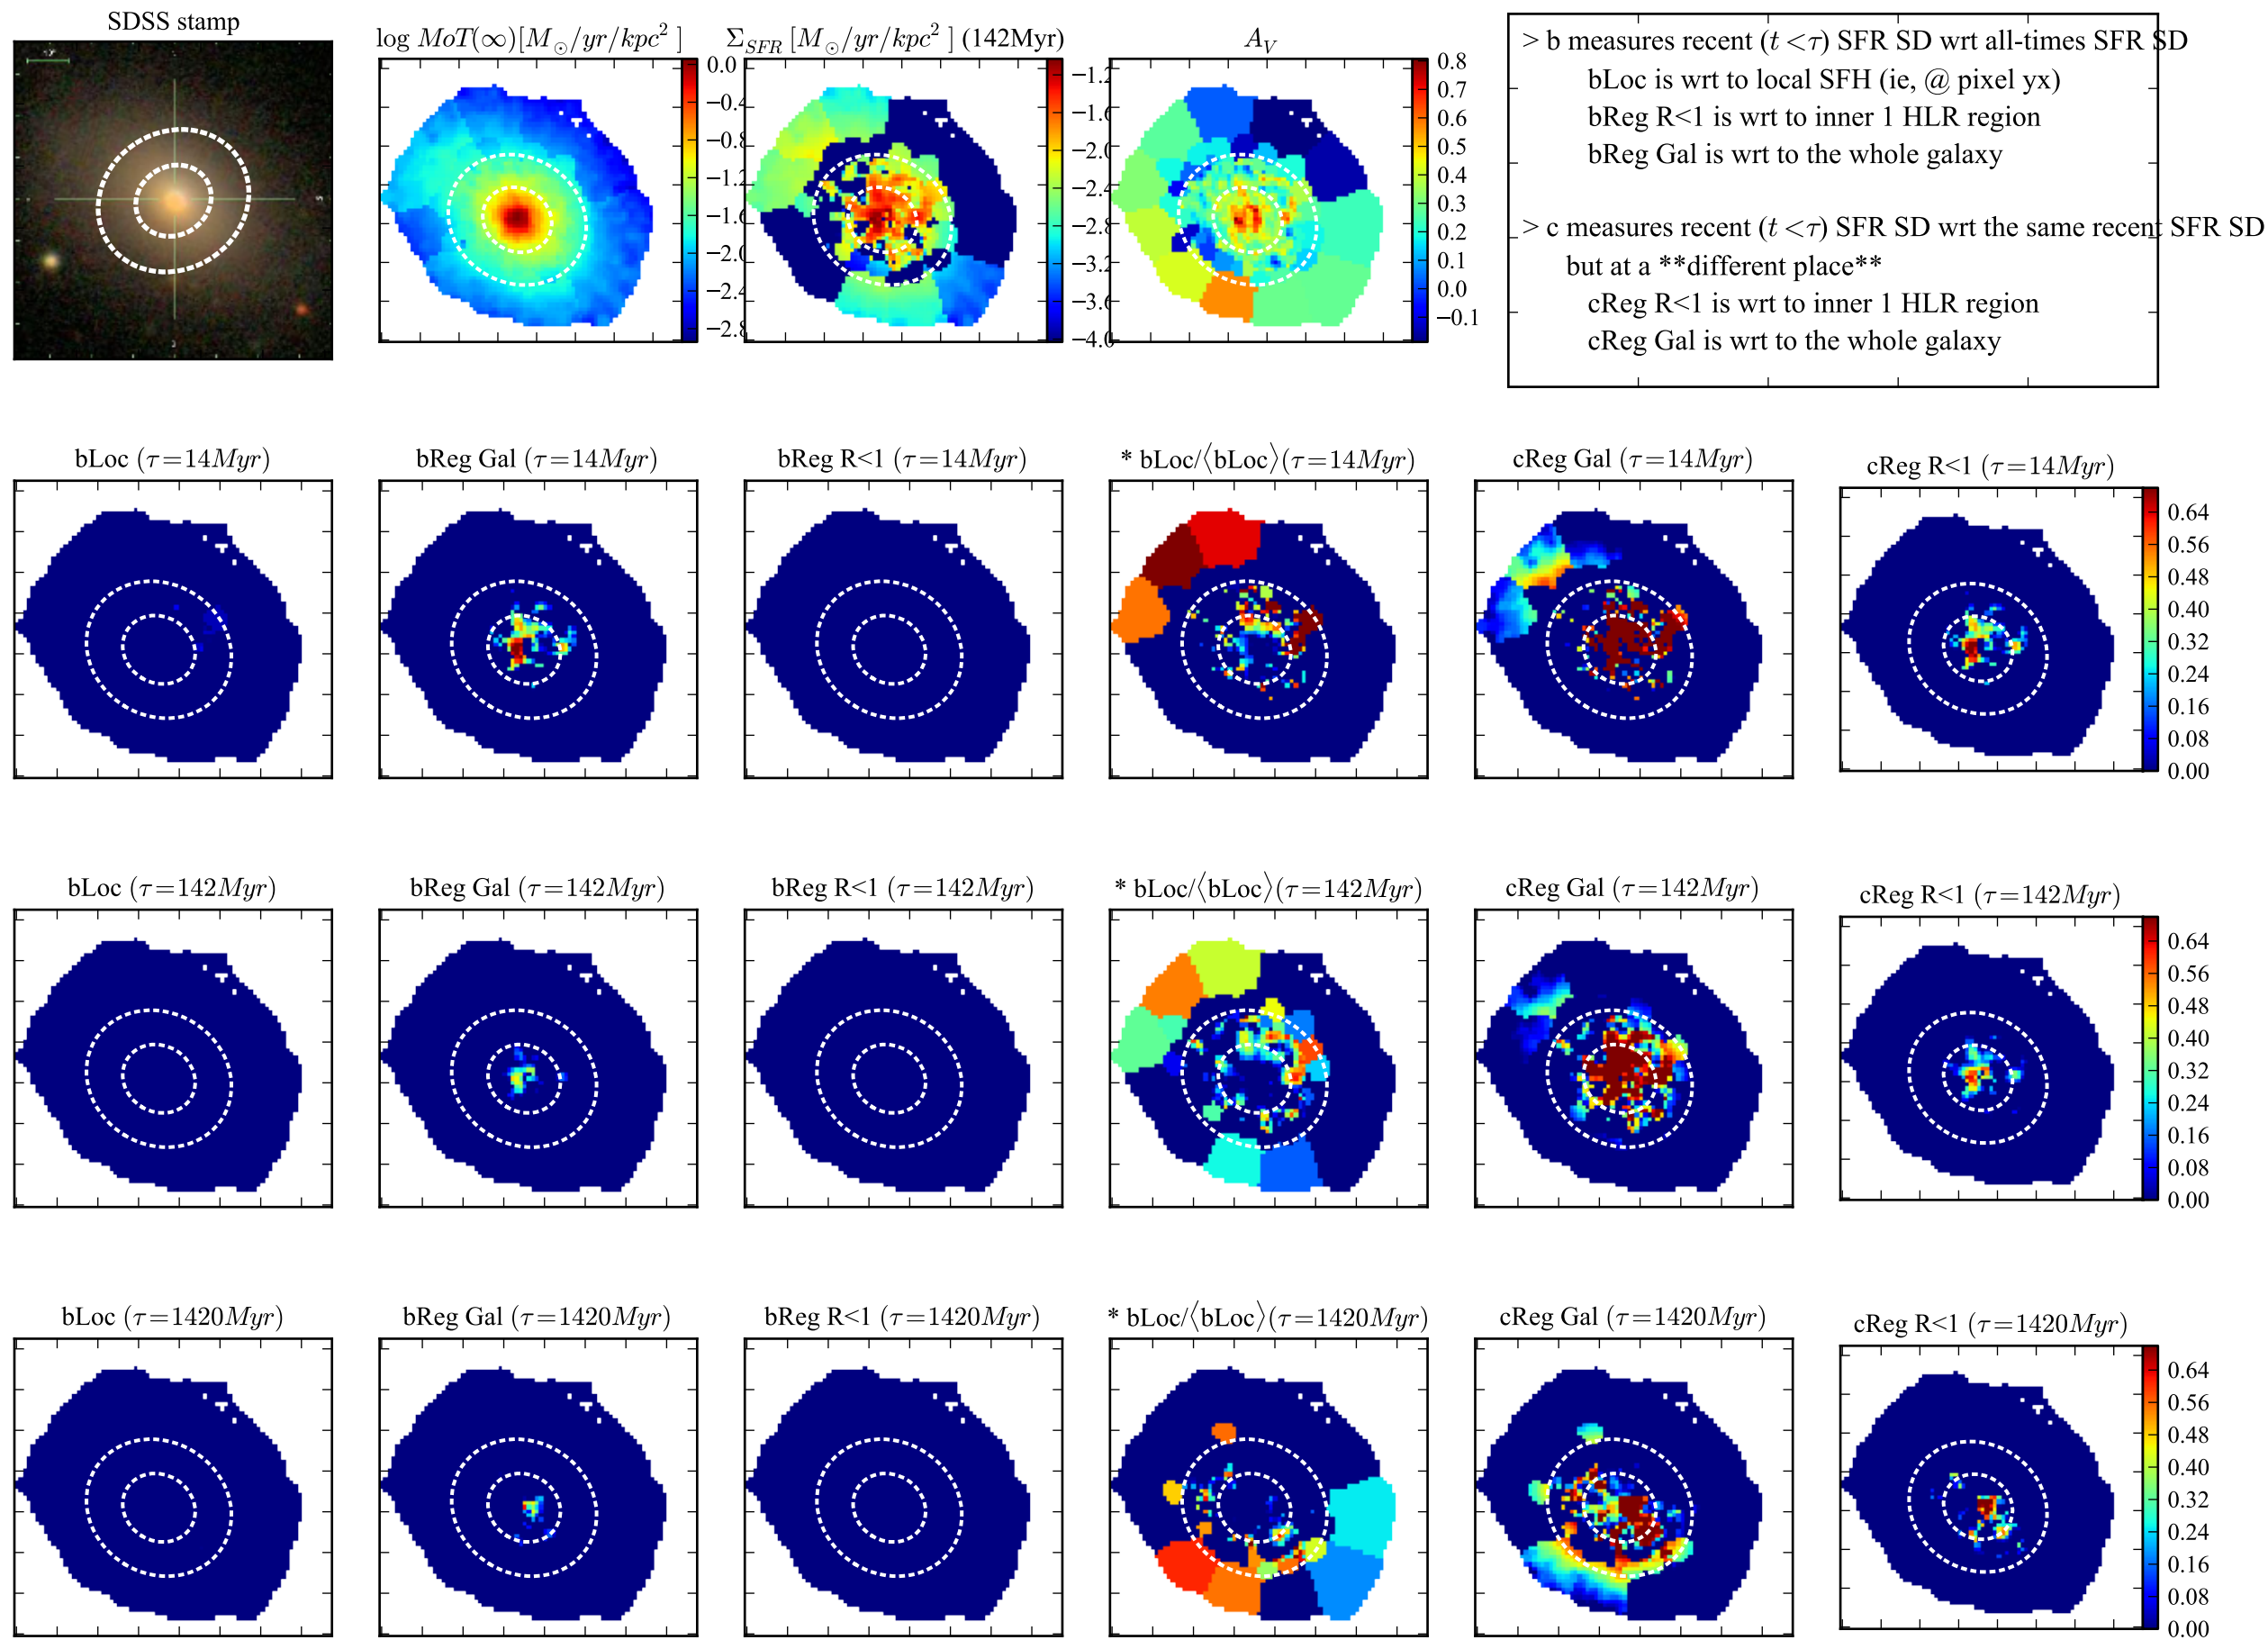 SDSS stamp
log MoT(∞)[M⊙/yr/kpc² ]
Σ_SFR [M⊙/yr/kpc² ] (142Myr)
A_V
0.0
−0.4
−0.8
−1.2
−1.6
−2.0
−2.4
−2.8
−1.2
−1.6
−2.0
−2.4
−2.8
−3.2
−3.6
−4.0
0.8
0.7
0.6
0.5
0.4
0.3
0.2
0.1
0.0
−0.1
> b measures recent (t <τ) SFR SD wrt all-times SFR SD
bLoc is wrt to local SFH (ie, @ pixel yx)
bReg R<1 is wrt to inner 1 HLR region
bReg Gal is wrt to the whole galaxy
> c measures recent (t <τ) SFR SD wrt the same recent SFR SD
but at a **different place**
cReg R<1 is wrt to inner 1 HLR region
cReg Gal is wrt to the whole galaxy
bLoc (τ=14Myr)
bReg Gal (τ=14Myr)
bReg R<1 (τ=14Myr)
* bLoc/⟨bLoc⟩(τ=14Myr)
cReg Gal (τ=14Myr)
cReg R<1 (τ=14Myr)
0.64
0.56
0.48
0.40
0.32
0.24
0.16
0.08
0.00
bLoc (τ=142Myr)
bReg Gal (τ=142Myr)
bReg R<1 (τ=142Myr)
* bLoc/⟨bLoc⟩(τ=142Myr)
cReg Gal (τ=142Myr)
cReg R<1 (τ=142Myr)
0.64
0.56
0.48
0.40
0.32
0.24
0.16
0.08
0.00
bLoc (τ=1420Myr)
bReg Gal (τ=1420Myr)
bReg R<1 (τ=1420Myr)
* bLoc/⟨bLoc⟩(τ=1420Myr)
cReg Gal (τ=1420Myr)
cReg R<1 (τ=1420Myr)
0.64
0.56
0.48
0.40
0.32
0.24
0.16
0.08
0.00